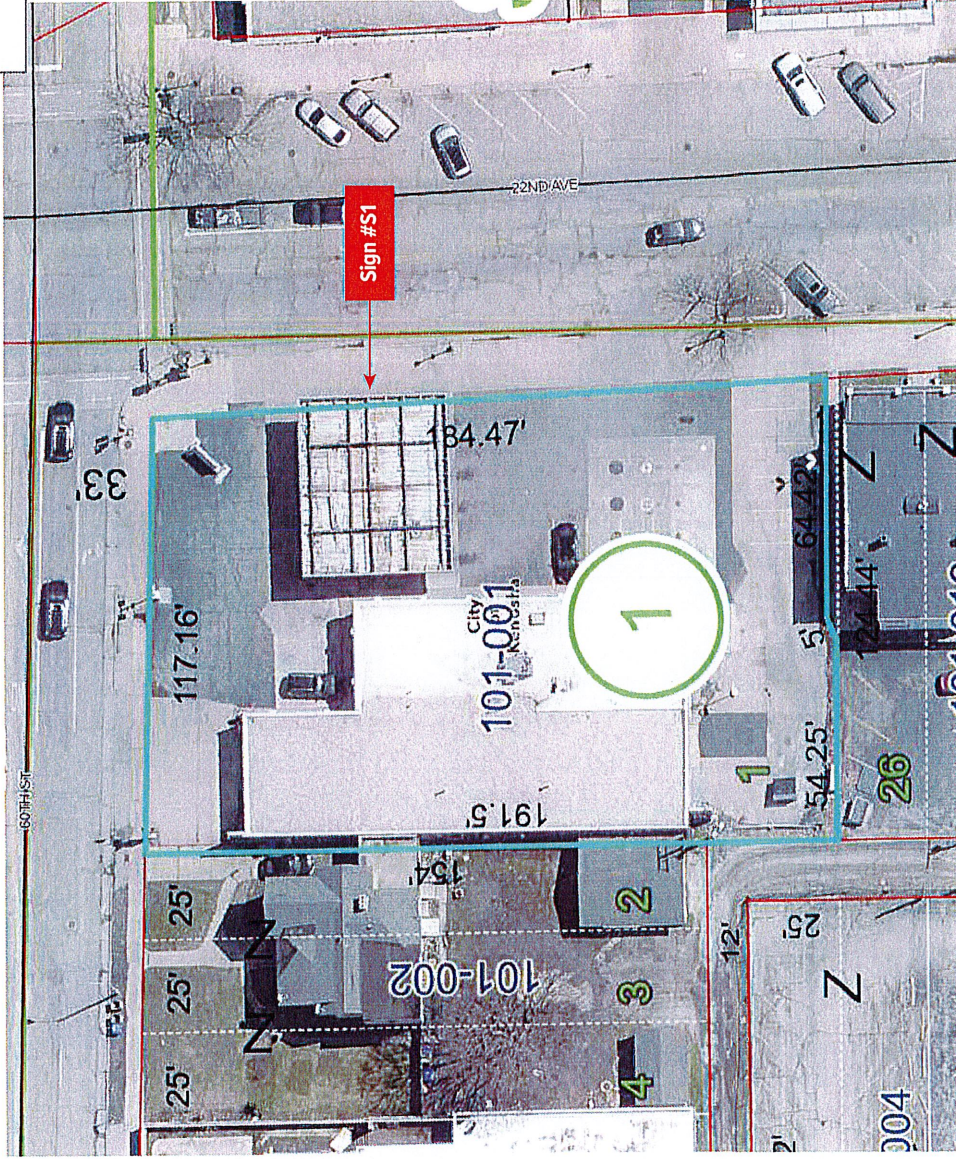 60TH ST
33'
22ND AVE
Sign #S1
117.16'
184.47'
City
Kenosha
101-001
1
191.5'
154'
64.42'
5'
124.44'
54.25'
1
26
25'
25'
25'
Z
Z
101-002
2
3
4
12'
25'
Z
Z
Z
004